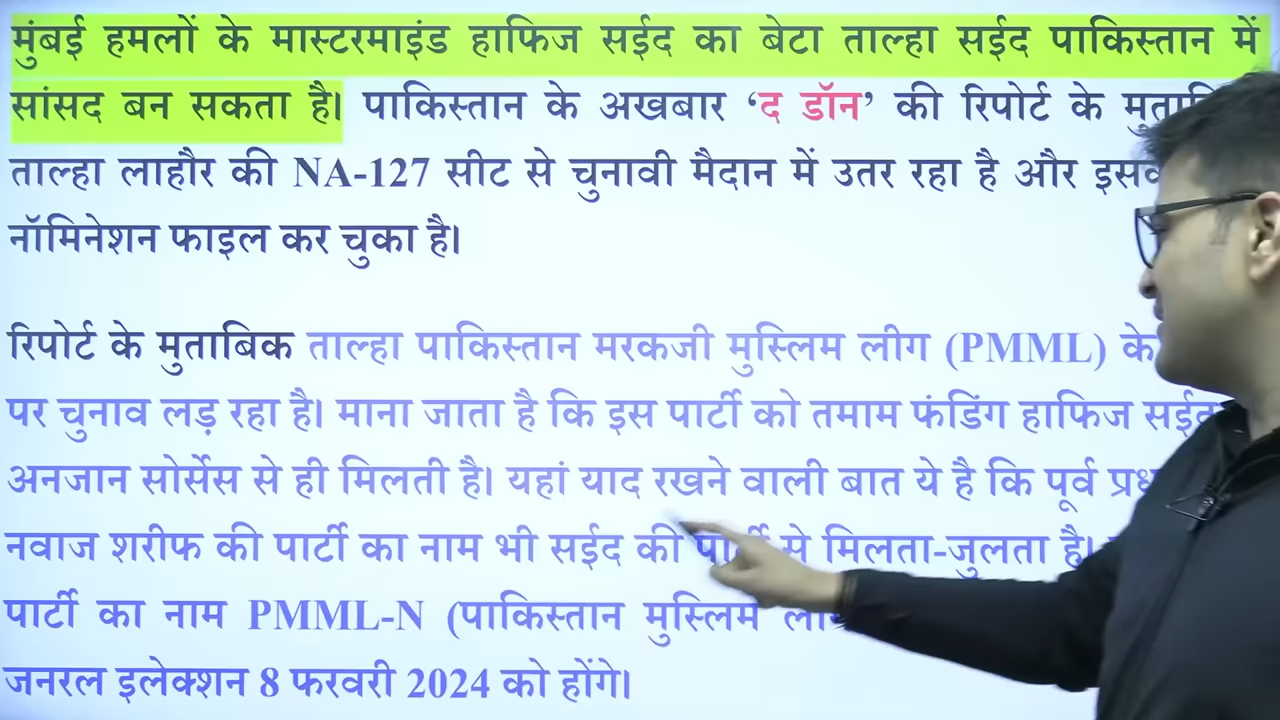 मुंबई हमलों के मास्टरमाइंड हाफिज सईद का बेटा ताल्हा सईद पाकिस्तान में
सांसद बन सकता है। पाकिस्तान के अखबार ‘द डॉन’ की रिपोर्ट के
ताल्हा लाहौर की NA-127 सीट से चुनावी मैदान में उतर रहा है और
नॉमिनेशन फाइल कर चुका है।
रिपोर्ट के मुताबिक ताल्हा पाकिस्तान मरकजी मुस्लिम लीग (PMML) के
पर चुनाव लड़ रहा है। माना जाता है कि इस पार्टी को तमाम फंडिंग हाफिज सईद
अनजान सोर्सेस से ही मिलती है। यहां याद रखने वाली बात ये है कि पूर्व
नवाज शरीफ की पार्टी का नाम भी सईद की पार्टी से मिलता-जुलता है।
पार्टी का नाम PMML-N (पाकिस्तान मुस्लिम
जनरल इलेक्शन 8 फरवरी 2024 को होंगे।